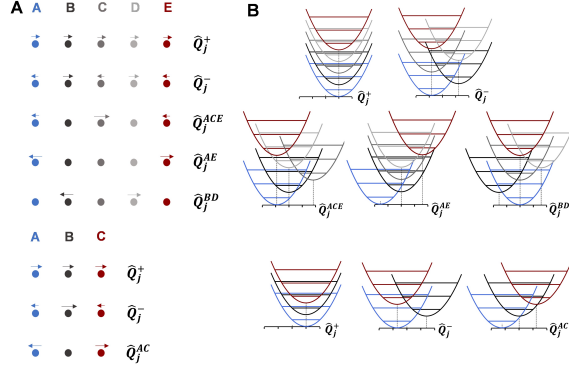 A
A B C D E
Q̂ⱼ⁺
Q̂ⱼ⁻
Q̂ⱼᴬᶜᴱ
Q̂ⱼᴬᴱ
Q̂ⱼᴮᴰ
A B C
Q̂ⱼ⁺
Q̂ⱼ⁻
Q̂ⱼᴬᶜ
B
Q̂ⱼ⁺ Q̂ⱼ⁻
Q̂ⱼᴬᶜᴱ Q̂ⱼᴬᴱ Q̂ⱼᴮᴰ
Q̂ⱼ⁺ Q̂ⱼ⁻ Q̂ⱼᴬᶜ